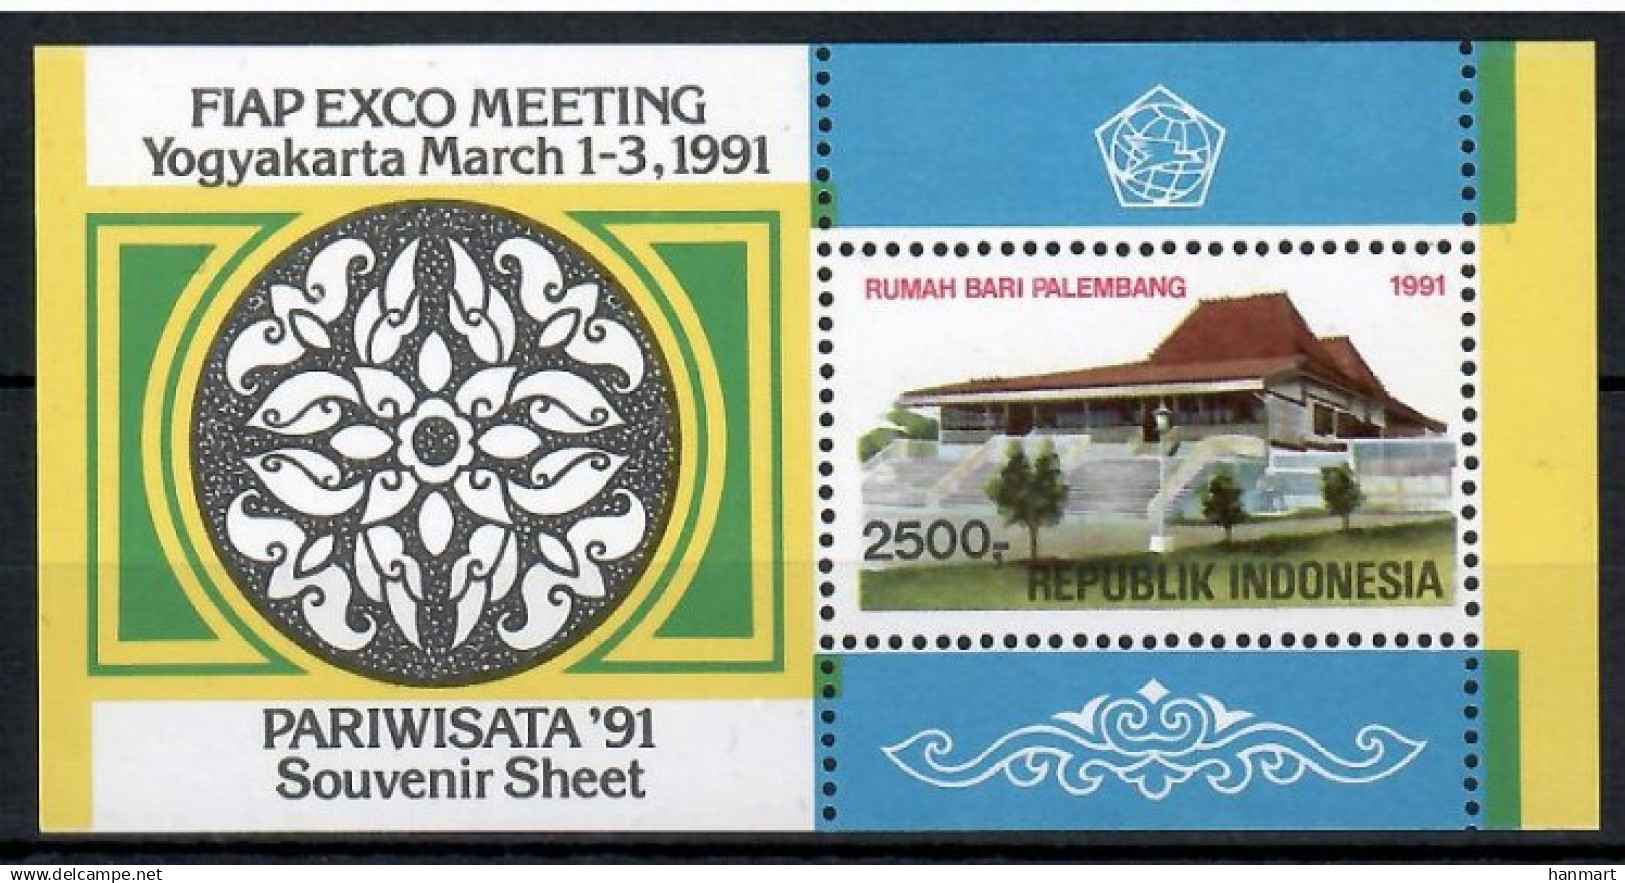 FIAP EXCO MEETING
Yogyakarta March 1-3, 1991
RUMAH BARI PALEMBANG 1991
2500,-
REPUBLIK INDONESIA
PARIWISATA '91
Souvenir Sheet
delcampe.net
hanmart